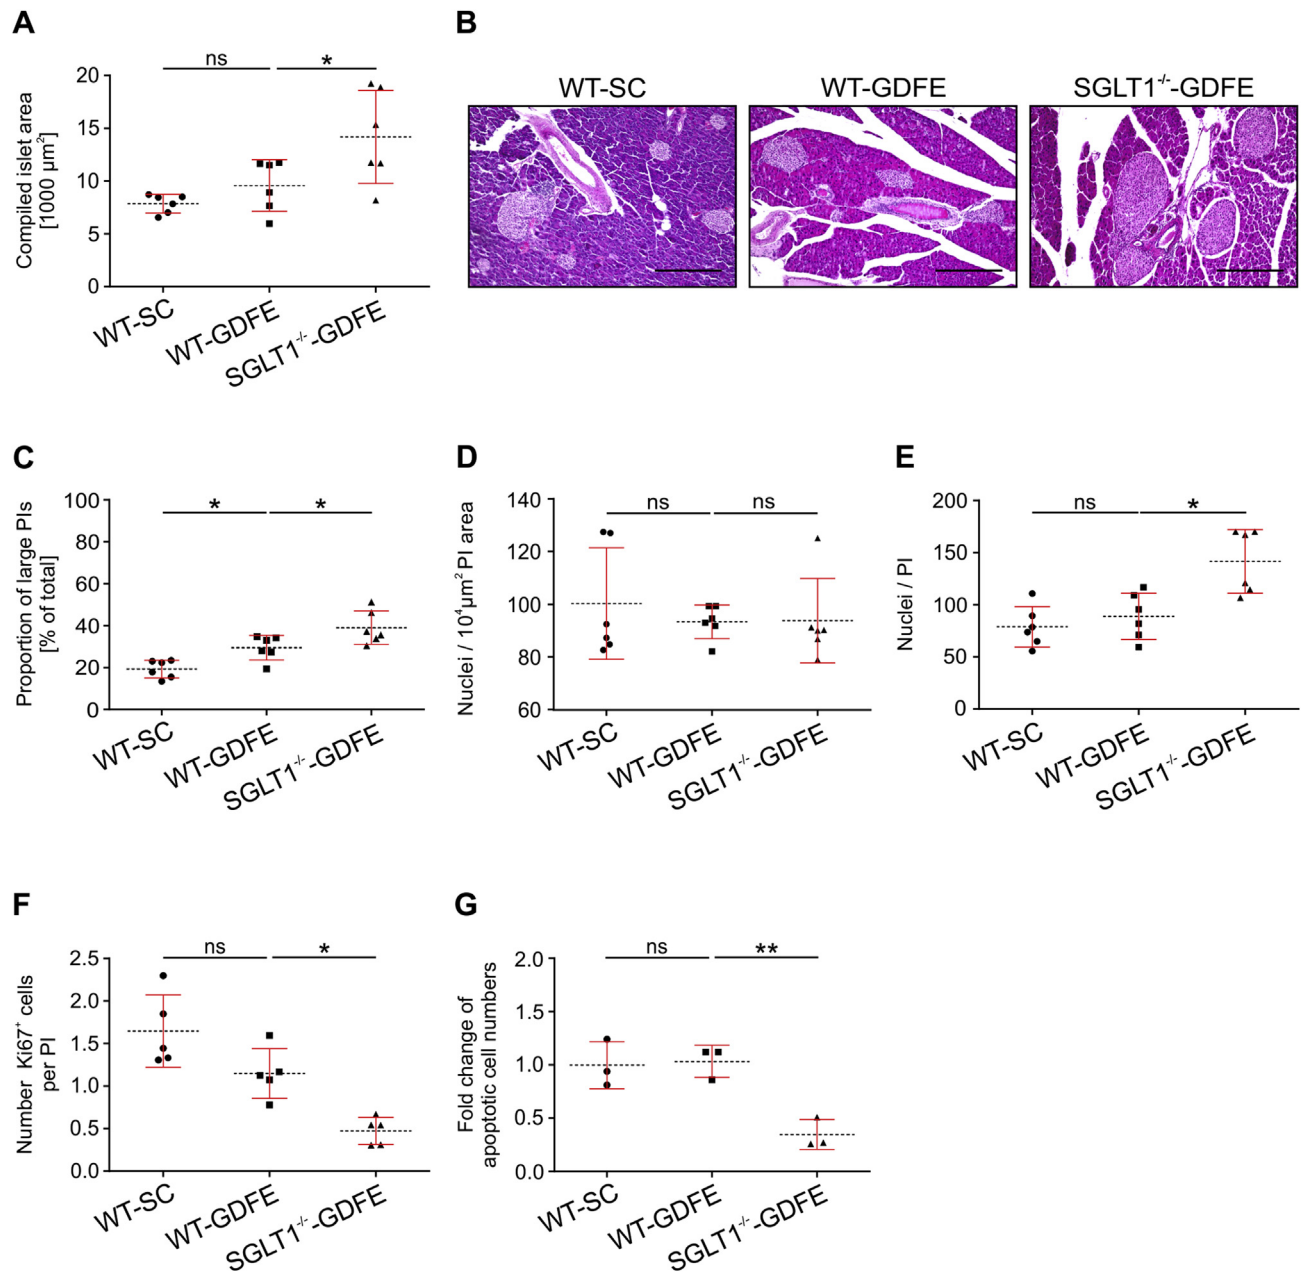 A
ns
*
Compiled islet area
[1000 µm²]
20
15
10
5
0
WT-SC
WT-GDFE
SGLT1⁻/⁻-GDFE
B
WT-SC
WT-GDFE
SGLT1⁻/⁻-GDFE
C
*
*
Proportion of large PIs
[% of total]
100
80
60
40
20
0
WT-SC
WT-GDFE
SGLT1⁻/⁻-GDFE
D
ns
ns
Nuclei / 10⁴µm² PI area
140
120
100
80
60
WT-SC
WT-GDFE
SGLT1⁻/⁻-GDFE
E
ns
*
Nuclei / PI
200
150
100
50
0
WT-SC
WT-GDFE
SGLT1⁻/⁻-GDFE
F
ns
*
Number Ki67⁺ cells
per PI
2.5
2.0
1.5
1.0
0.5
0.0
WT-SC
WT-GDFE
SGLT1⁻/⁻-GDFE
G
ns
**
Fold change of
apoptotic cell numbers
2.0
1.5
1.0
0.5
0.0
WT-SC
WT-GDFE
SGLT1⁻/⁻-GDFE